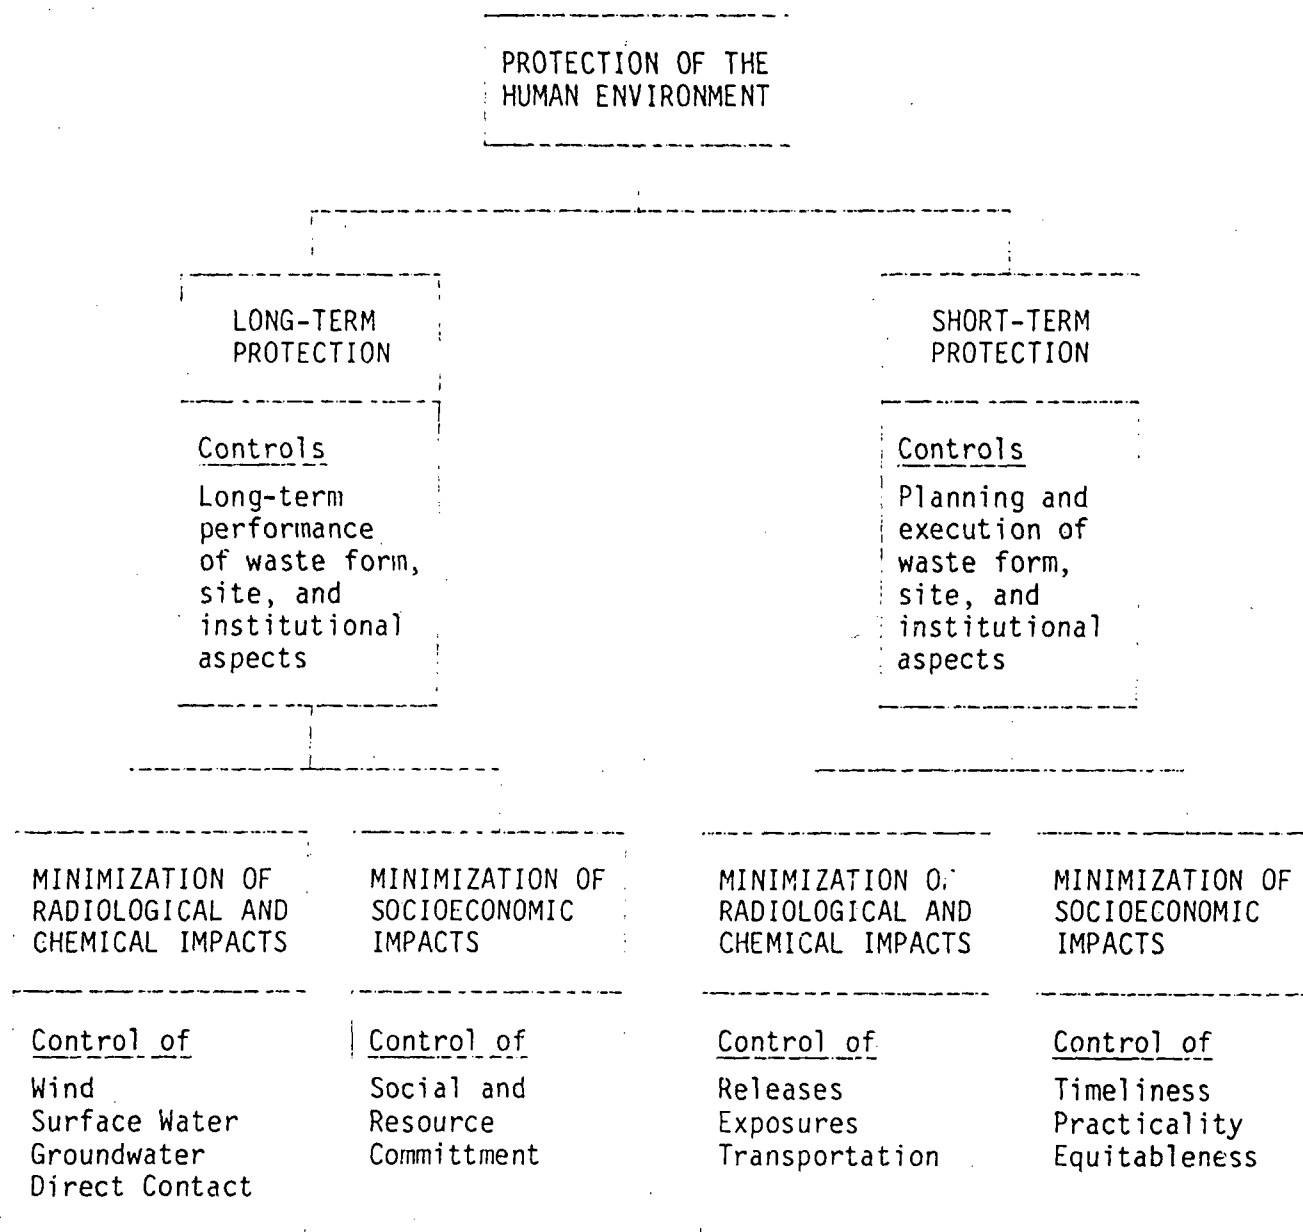 PROTECTION OF THE
HUMAN ENVIRONMENT
LONG-TERM
PROTECTION
Controls
Long-term
performance
of waste form,
site, and
institutional
aspects
SHORT-TERM
PROTECTION
Controls
Planning and
execution of
waste form,
site, and
institutional
aspects
MINIMIZATION OF
RADIOLOGICAL AND
CHEMICAL IMPACTS
Control of
Wind
Surface Water
Groundwater
Direct Contact
MINIMIZATION OF
SOCIOECONOMIC
IMPACTS
Control of
Social and
Resource
Committment
MINIMIZATION OF
RADIOLOGICAL AND
CHEMICAL IMPACTS
Control of
Releases
Exposures
Transportation
MINIMIZATION OF
SOCIOECONOMIC
IMPACTS
Control of
Timeliness
Practicality
Equitableness